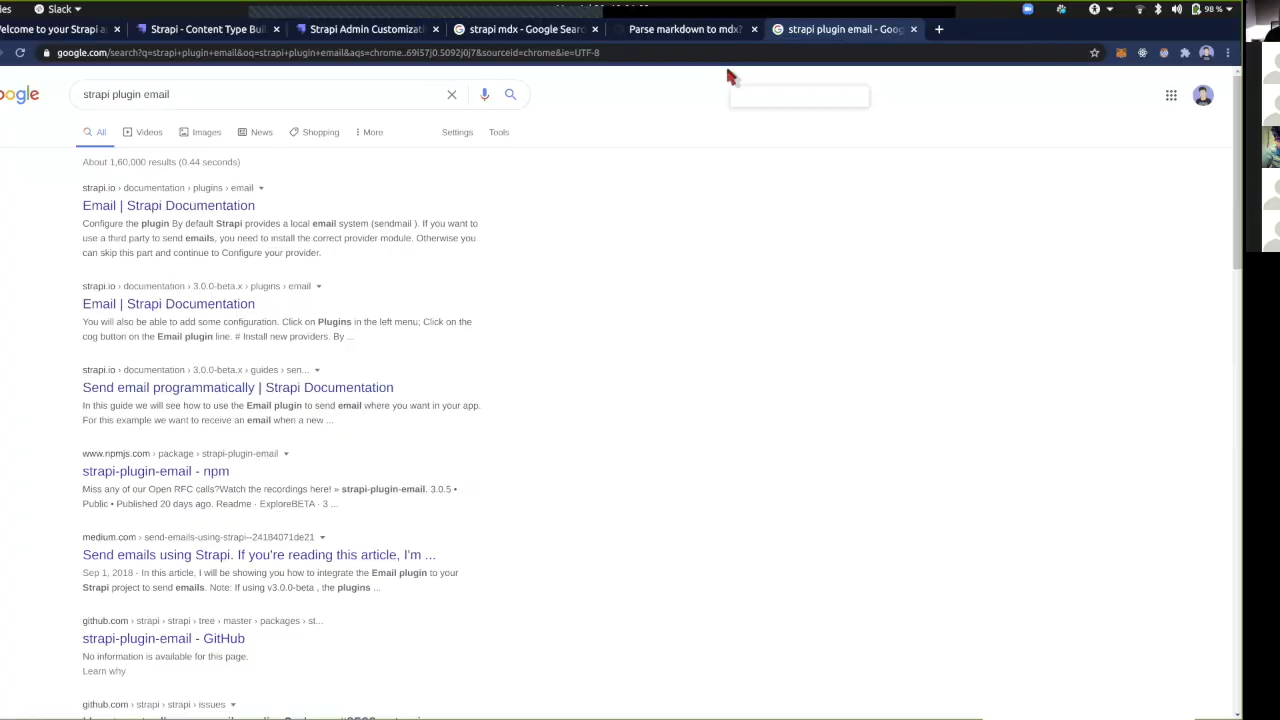 Slack
98 %
elcome to your Strapi a
Strapi - Content Type Buil
Strapi Admin Customizati
strapi mdx - Google Searc
Parse markdown to mdx?
strapi plugin email - Goog
google.com/search?q=strapi+plugin+email&oq=strapi+plugin+email&aqs=chrome..69i57j0.5092j0j7&sourceid=chrome&ie=UTF-8
ogle
strapi plugin email
All
Videos
Images
News
Shopping
More
Settings
Tools
About 1,60,000 results (0.44 seconds)
strapi.io › documentation › plugins › email
Email | Strapi Documentation
Configure the plugin By default Strapi provides a local email system (sendmail ). If you want to
use a third party to send emails, you need to install the correct provider module. Otherwise you
can skip this part and continue to Configure your provider.
strapi.io › documentation › 3.0.0-beta.x › plugins › email
Email | Strapi Documentation
You will also be able to add some configuration. Click on Plugins in the left menu; Click on the
cog button on the Email plugin line. # Install new providers. By ...
strapi.io › documentation › 3.0.0-beta.x › guides › sen...
Send email programmatically | Strapi Documentation
In this guide we will see how to use the Email plugin to send email where you want in your app.
For this example we want to receive an email when a new ...
www.npmjs.com › package › strapi-plugin-email
strapi-plugin-email - npm
Miss any of our Open RFC calls?Watch the recordings here! » strapi-plugin-email. 3.0.5 •
Public • Published 20 days ago. Readme · ExploreBETA · 3 ...
medium.com › send-emails-using-strapi--24184071de21
Send emails using Strapi. If you're reading this article, I'm ...
Sep 1, 2018 - In this article, I will be showing you how to integrate the Email plugin to your
Strapi project to send emails. Note: If using v3.0.0-beta , the plugins ...
github.com › strapi › strapi › tree › master › packages › st...
strapi-plugin-email - GitHub
No information is available for this page.
Learn why
github.com › strapi › strapi › issues